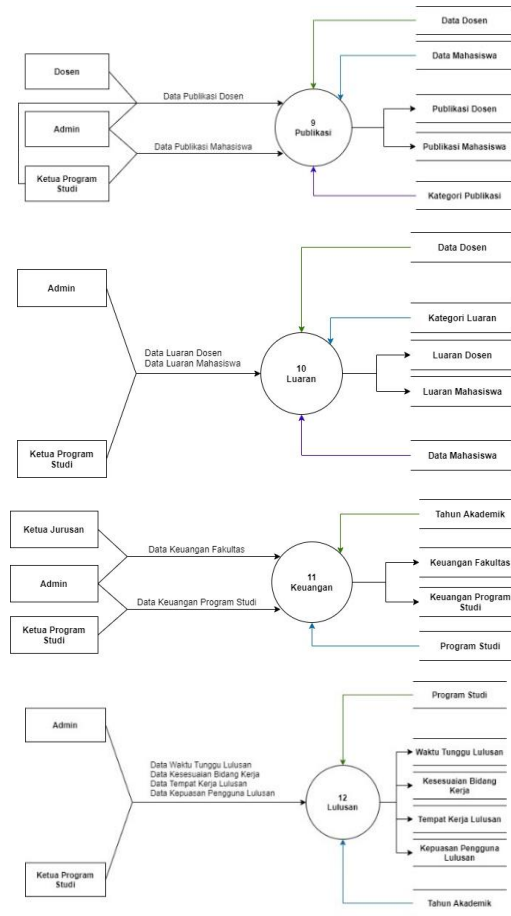 Data Dosen
Data Mahasiswa
Dosen
Data Publikasi Dosen
9
Publikasi
Publikasi Dosen
Admin
Data Publikasi Mahasiswa
Publikasi Mahasiswa
Ketua Program
Studi
Kategori Publikasi
Data Dosen
Admin
Kategori Luaran
Data Luaran Dosen
Data Luaran Mahasiswa
10
Luaran
Luaran Dosen
Luaran Mahasiswa
Ketua Program
Studi
Data Mahasiswa
Tahun Akademik
Ketua Jurusan
Data Keuangan Fakultas
Keuangan Fakultas
Admin
11
Keuangan
Data Keuangan Program Studi
Keuangan Program
Studi
Ketua Program
Studi
Program Studi
Program Studi
Admin
Data Waktu Tunggu Lulusan
Data Kesesuaian Bidang Kerja
Data Tempat Kerja Lulusan
Data Kepuasan Pengguna Lulusan
12
Lulusan
Waktu Tunggu Lulusan
Kesesuaian Bidang
Kerja
Tempat Kerja Lulusan
Kepuasan Pengguna
Lulusan
Ketua Program
Studi
Tahun Akademik